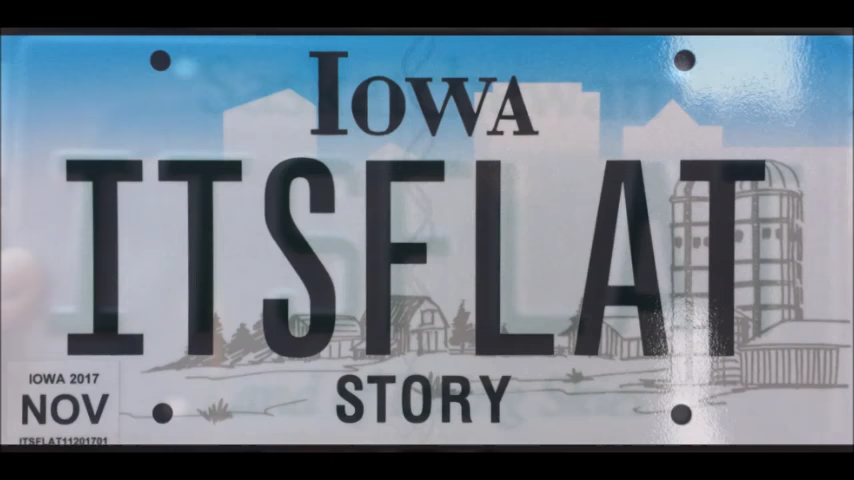 IOWA
ITSFLAT
IOWA 2017
NOV
ITSFLAT11201701
STORY